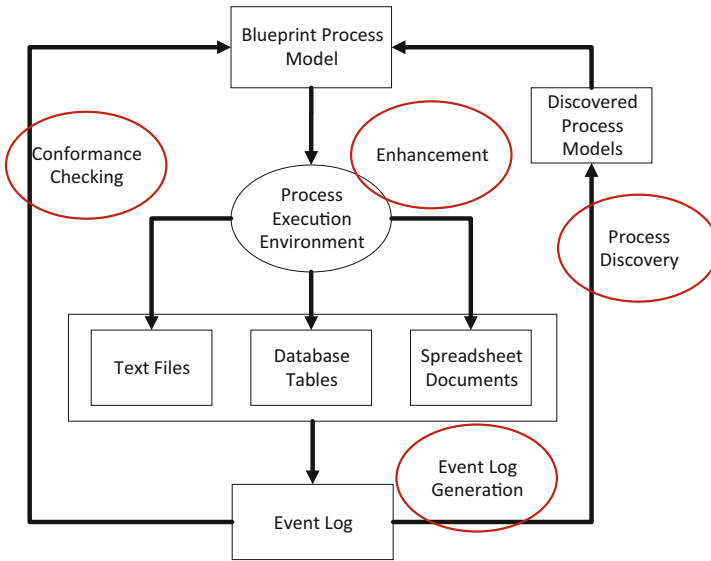 Blueprint Process
Model
Discovered
Process
Models
Conformance
Checking
Enhancement
Process
Execution
Environment
Process
Discovery
Text Files
Database
Tables
Spreadsheet
Documents
Event Log
Generation
Event Log